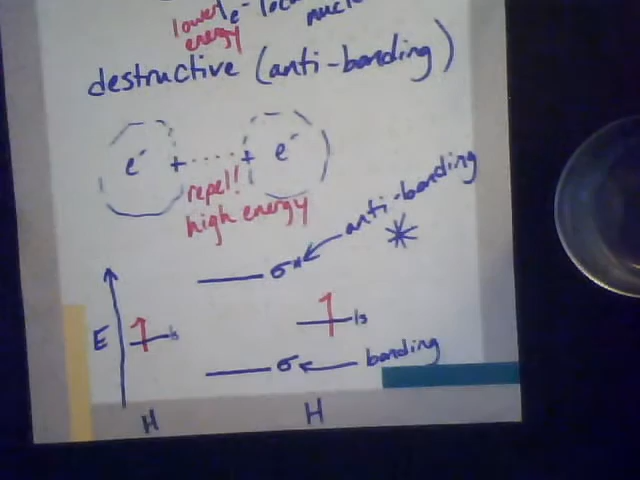 lower e-
energy
destructive (anti-bonding)
e- + ..... + e-
repel!
high energy
anti-bonding
*
σ*
E 1s 1s
σ bonding
H H